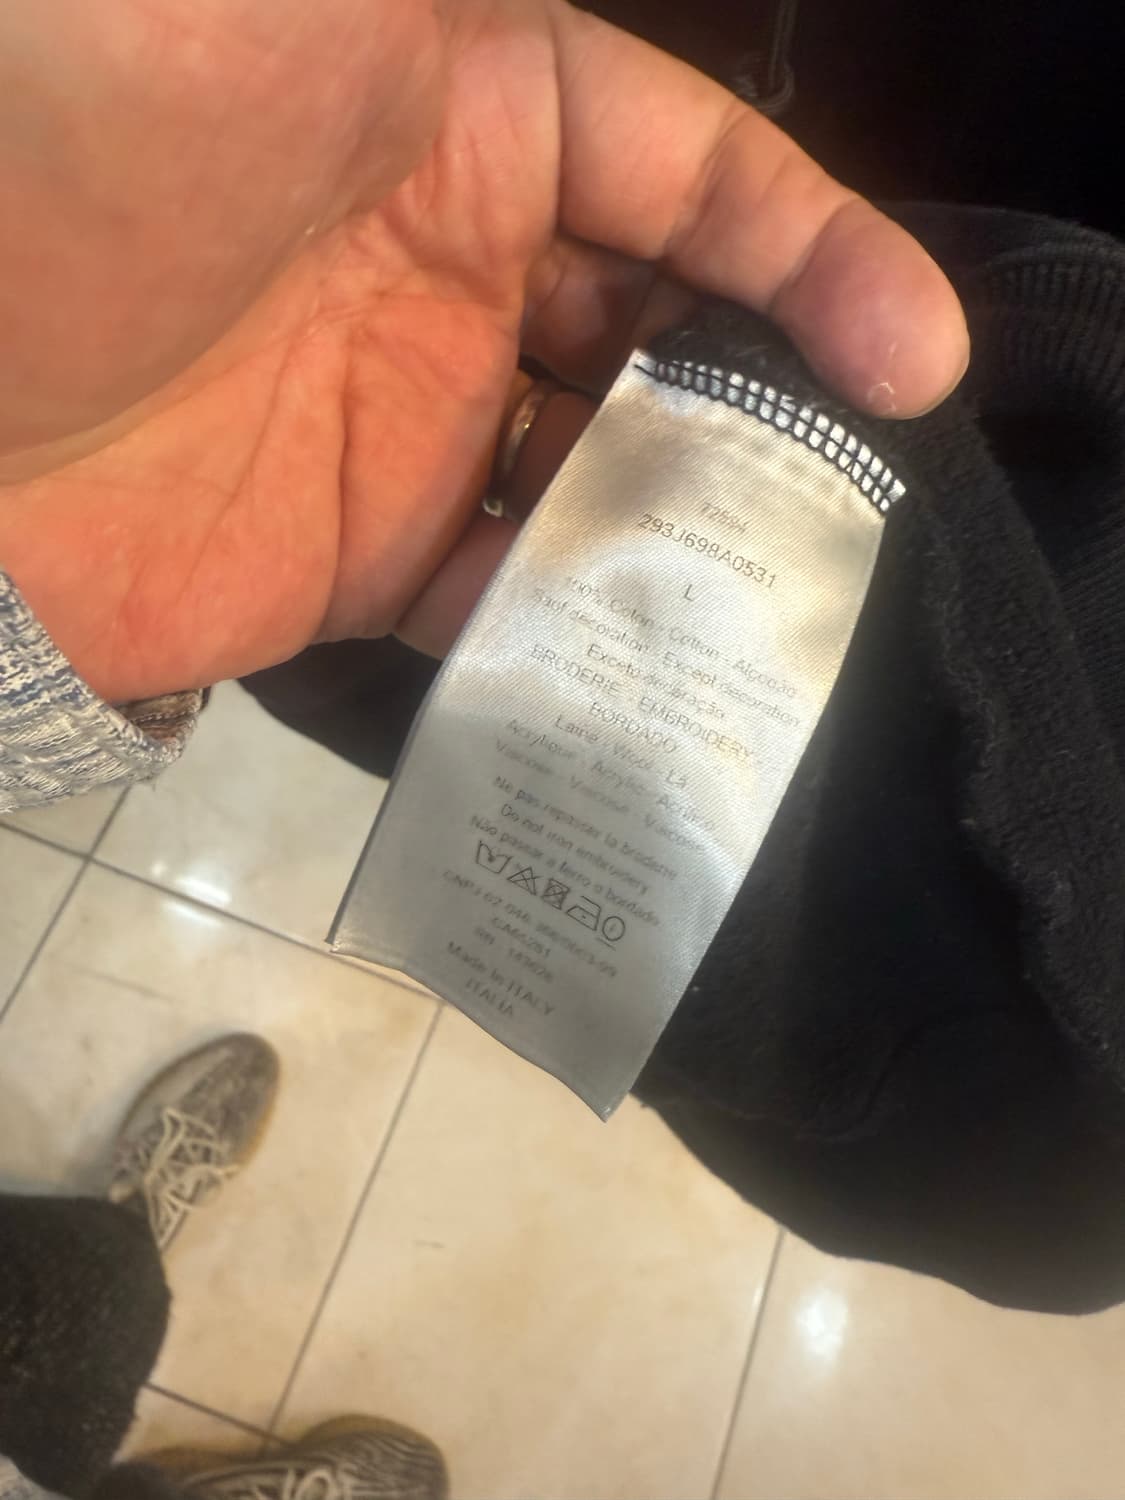 293J698A0531
L
100% Coton - Cotton - Algodão
Sauf décoration - Except decoration
Exceto decoração
BRODERIE - EMBROIDERY -
BORDADO
Laine - Wool - Lã
Acrylique - Acrylic -
Viscose - Viscose - Viscose
Ne pas repasser la broderie
Do not iron embroidery
Não passar a ferro o bordado
CNPJ
RN
Made in ITALY
ITALIA